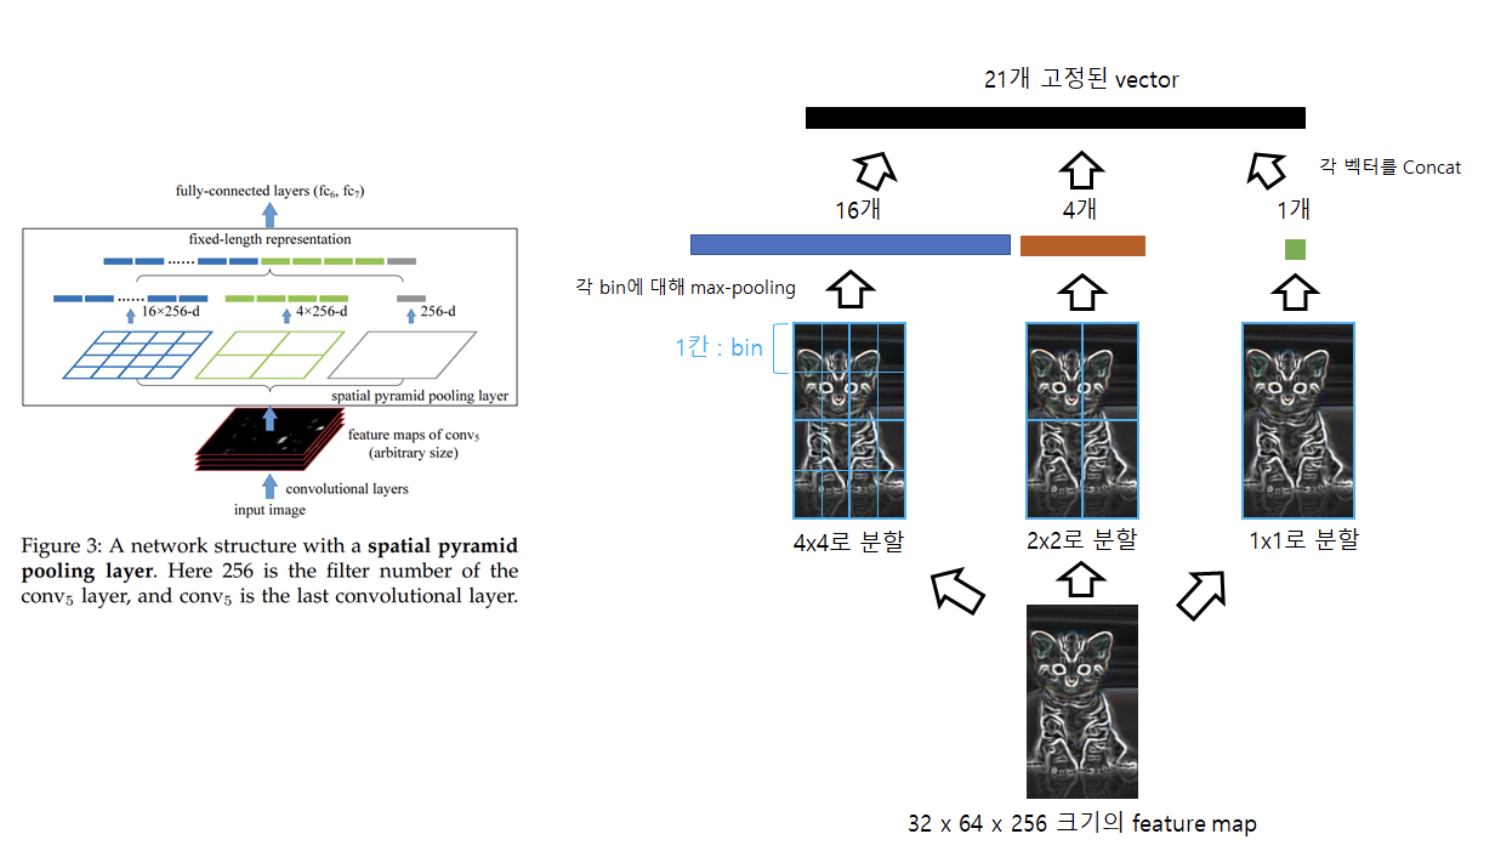 fully-connected layers (fc₆, fc₇)
fixed-length representation
16×256-d
4×256-d
256-d
spatial pyramid pooling layer
feature maps of conv₅
(arbitrary size)
convolutional layers
input image
Figure 3: A network structure with a spatial pyramid
pooling layer. Here 256 is the filter number of the
conv₅ layer, and conv₅ is the last convolutional layer.
21개 고정된 vector
각 벡터를 Concat
16개
4개
1개
각 bin에 대해 max-pooling
1칸 : bin
4x4로 분할
2x2로 분할
1x1로 분할
32 x 64 x 256 크기의 feature map